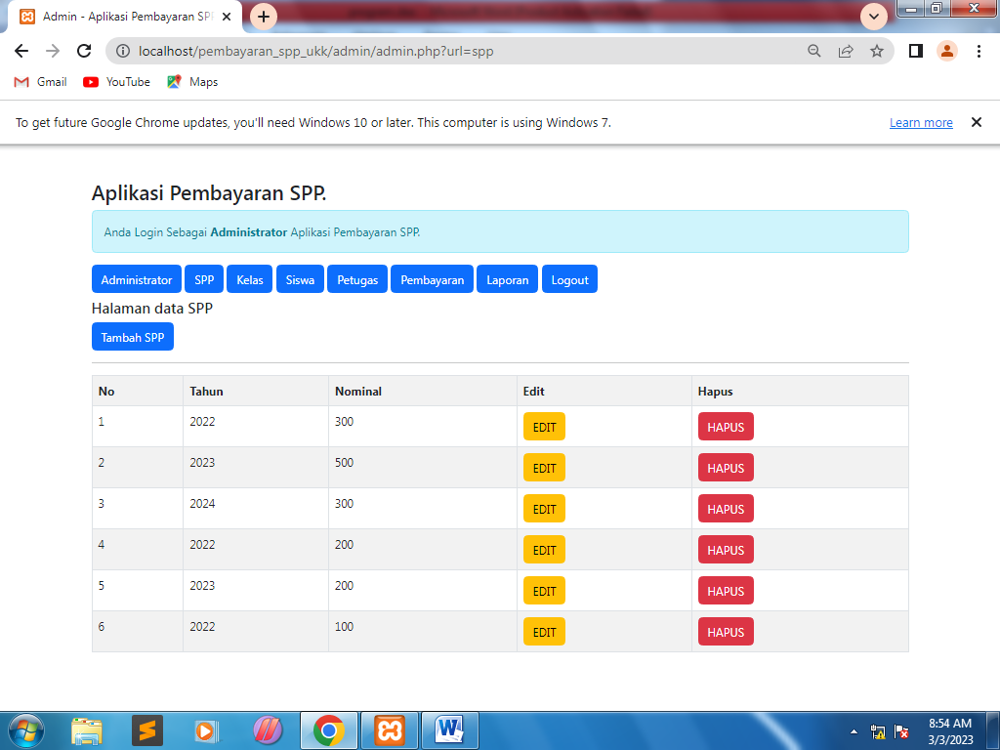 Admin - Aplikasi Pembayaran SPP
localhost/pembayaran_spp_ukk/admin/admin.php?url=spp
Gmail YouTube Maps
To get future Google Chrome updates, you'll need Windows 10 or later. This computer is using Windows 7. Learn more
Aplikasi Pembayaran SPP.
Anda Login Sebagai Administrator Aplikasi Pembayaran SPP.
Administrator SPP Kelas Siswa Petugas Pembayaran Laporan Logout
Halaman data SPP
Tambah SPP
No Tahun Nominal Edit Hapus
1 2022 300 EDIT HAPUS
2 2023 500 EDIT HAPUS
3 2024 300 EDIT HAPUS
4 2022 200 EDIT HAPUS
5 2023 200 EDIT HAPUS
6 2022 100 EDIT HAPUS
8:54 AM
3/3/2023